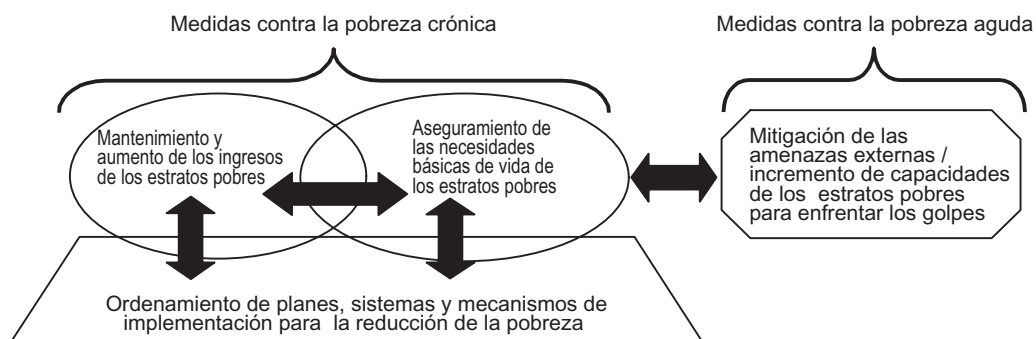 Medidas contra la pobreza crónica
Medidas contra la pobreza aguda
Mantenimiento y
aumento de los ingresos
de los estratos pobres
Aseguramiento de
las necesidades
básicas de vida de
los estratos pobres
Mitigación de las
amenazas externas /
incremento de capacidades
de los estratos pobres
para enfrentar los golpes
Ordenamiento de planes, sistemas y mecanismos de
implementación para la reducción de la pobreza